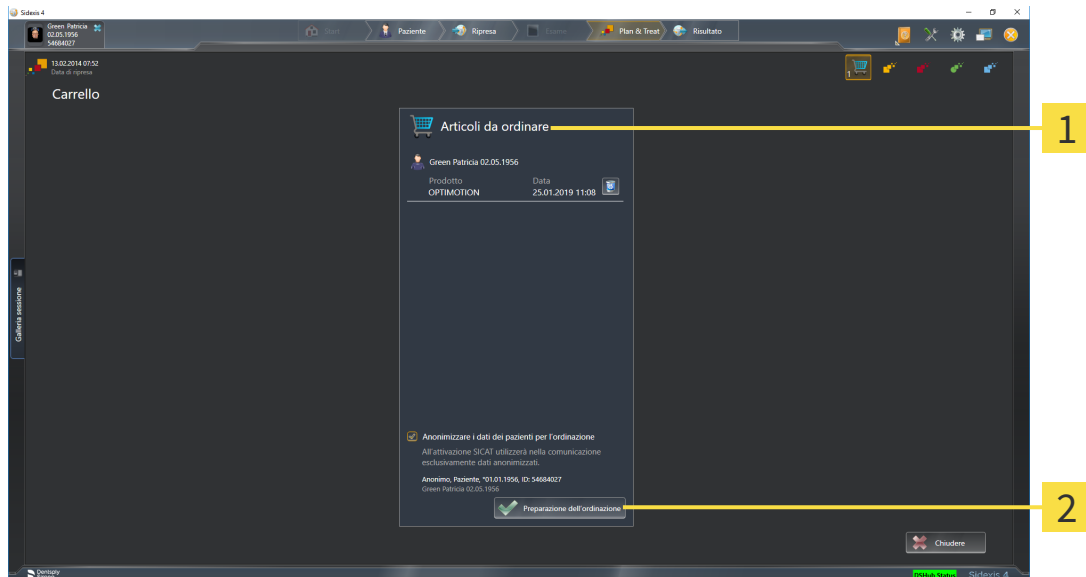 Sidexis 4
Green Patricia
02.05.1956
54684027
Start
Paziente
Ripresa
Esame
Plan & Treat
Risultato
13.02.2014 07:52
Data di ripresa
1
Carrello
Articoli da ordinare
1
Green Patricia 02.05.1956
Prodotto Data
OPTIMOTION 25.01.2019 11:08
Galleria sessione
Anonimizzare i dati dei pazienti per l'ordinazione
All'attivazione SICAT utilizzerà nella comunicazione
esclusivamente dati anonimizzati.
Anonimo, Paziente, *01.01.1956, ID: 54684027
Green Patricia 02.05.1956
Preparazione dell'ordinazione
2
Chiudere
Dentsply
Sirona
DSHub Status
Sidexis 4